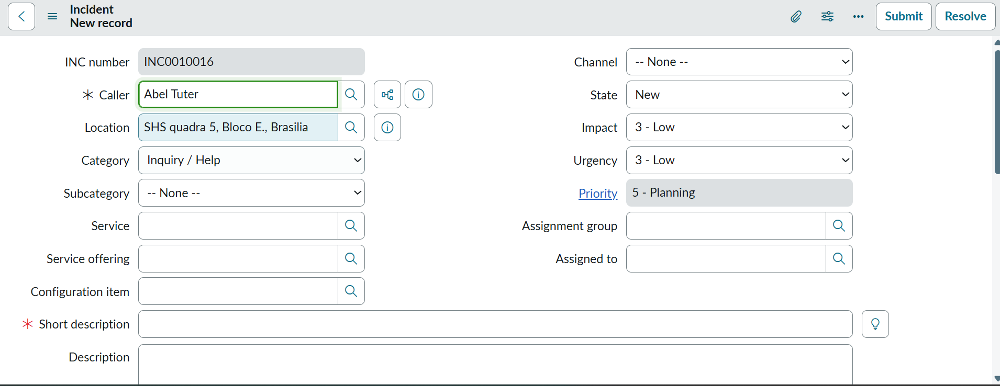 Incident
New record
Submit
Resolve
INC number
INC0010016
Caller
Abel Tuter
Location
SHS quadra 5, Bloco E., Brasilia
Category
Inquiry / Help
Subcategory
-- None --
Service
Service offering
Configuration item
Channel
-- None --
State
New
Impact
3 - Low
Urgency
3 - Low
Priority
5 - Planning
Assignment group
Assigned to
Short description
Description